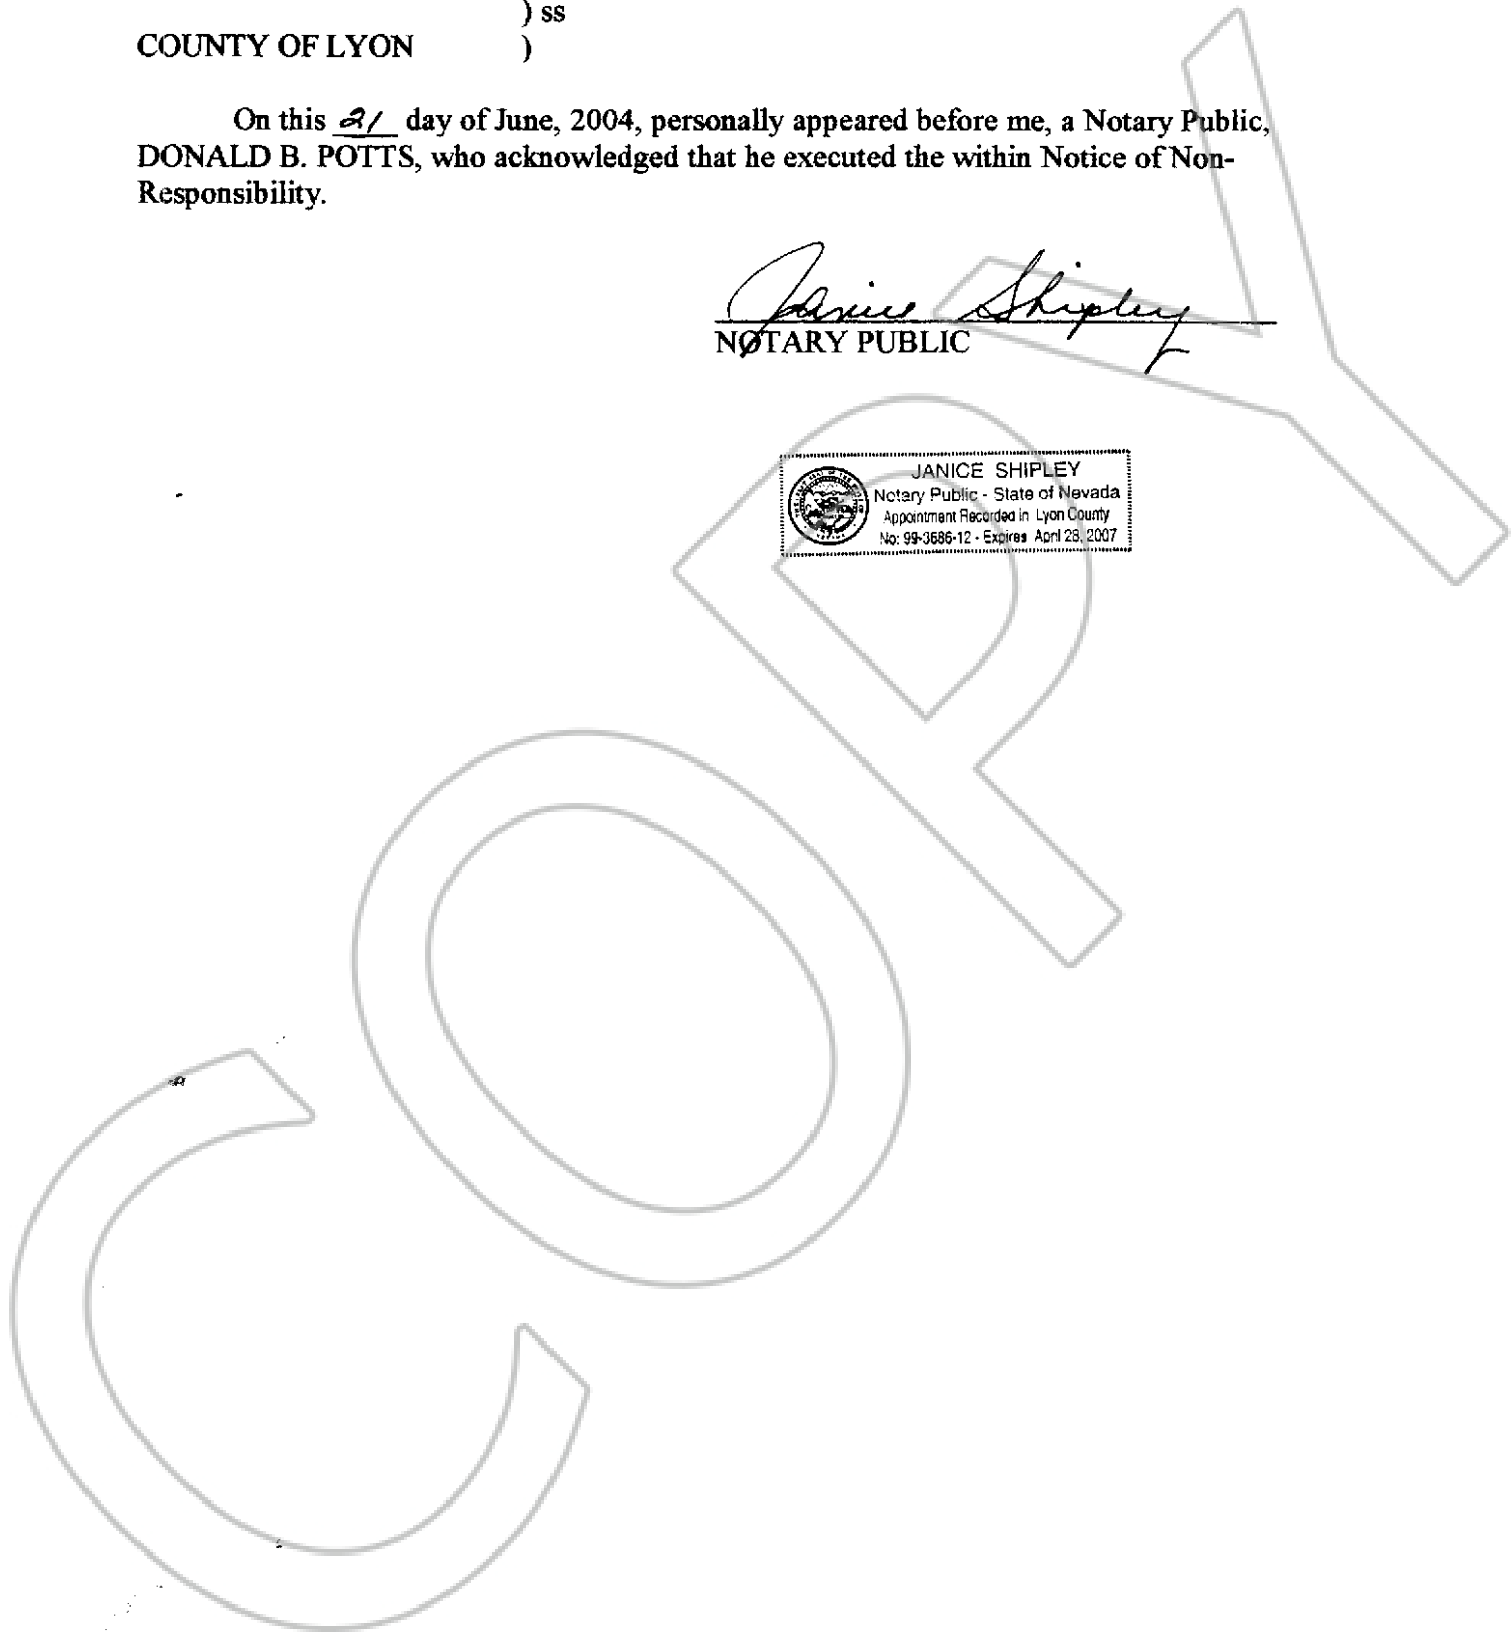 ) ss
COUNTY OF LYON )
On this 21 day of June, 2004, personally appeared before me, a Notary Public,
DONALD B. POTTS, who acknowledged that he executed the within Notice of Non-
Responsibility.
Janice Shipley
NOTARY PUBLIC
JANICE SHIPLEY
Notary Public - State of Nevada
Appointment Recorded in Lyon County
No: 99-3686-12 - Expires April 28, 2007
COPY